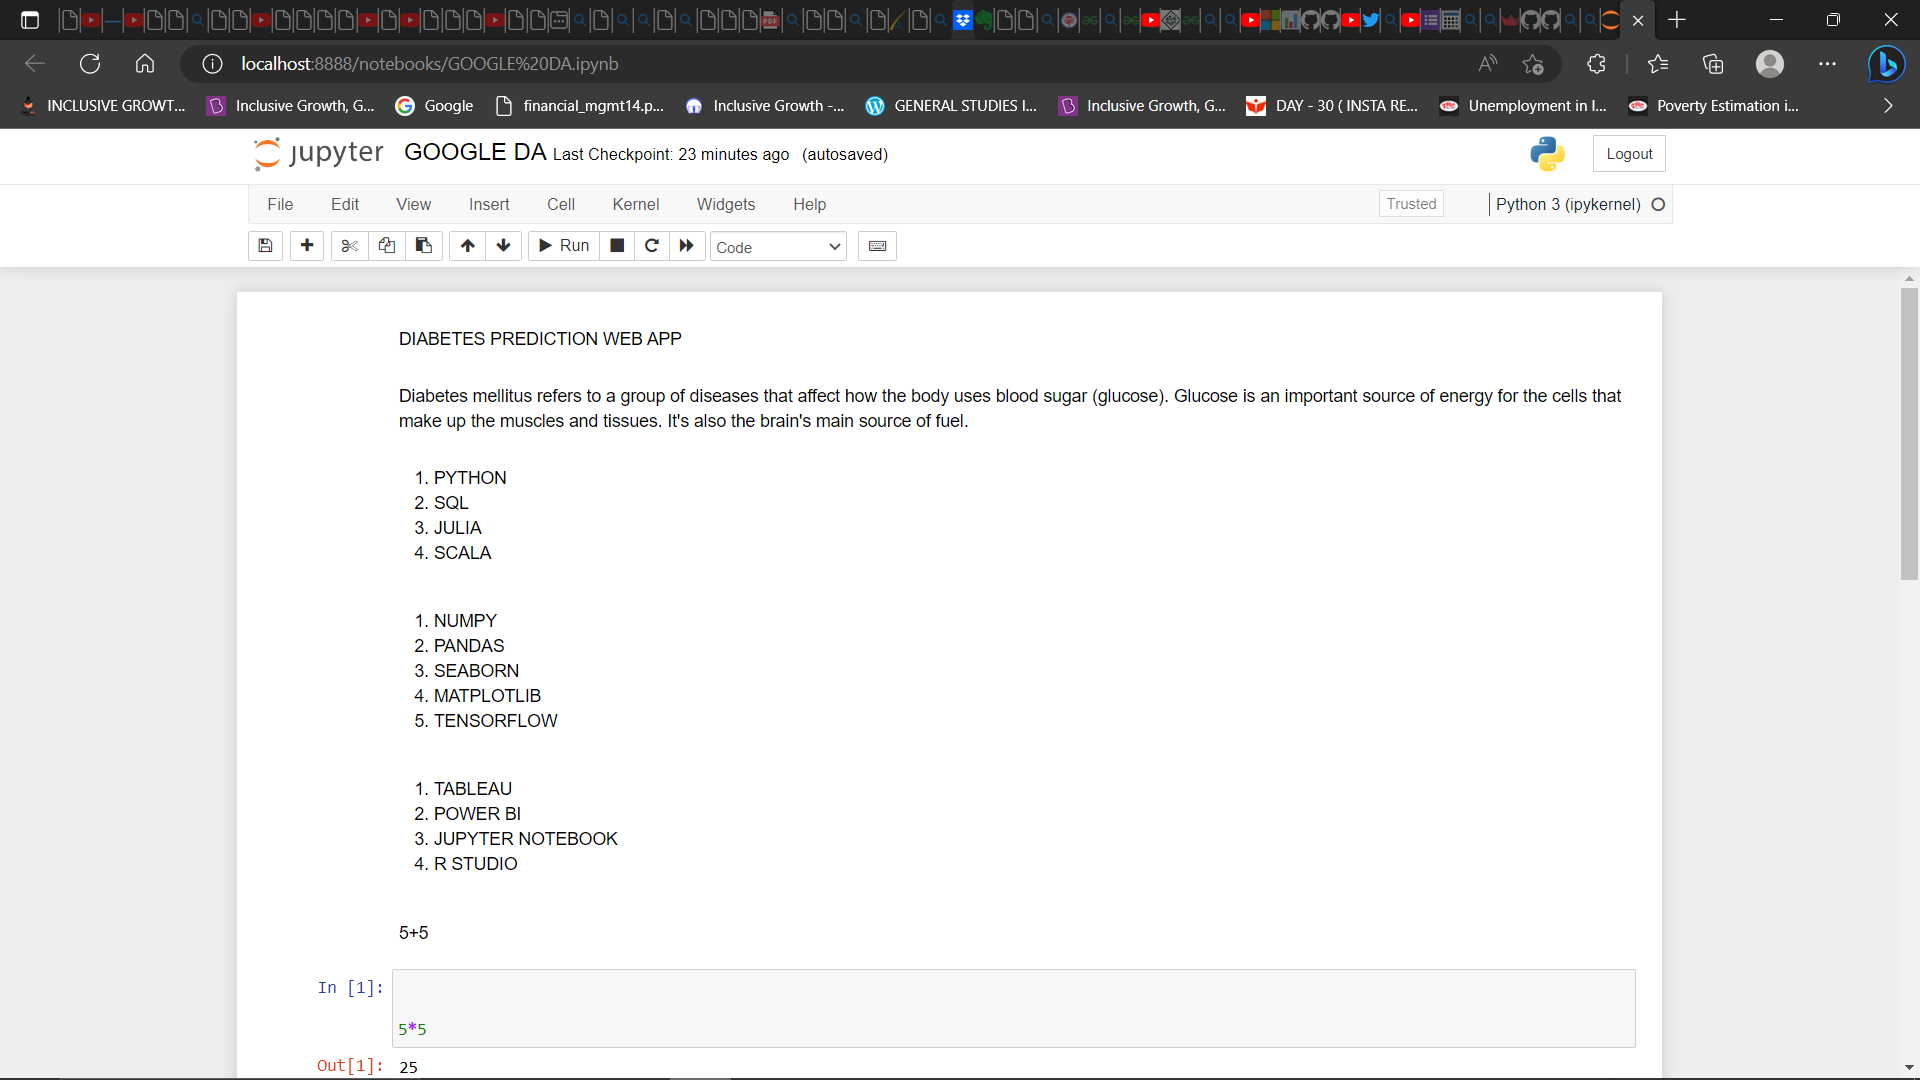 localhost:8888/notebooks/GOOGLE%20DA.ipynb
INCLUSIVE GROWT... Inclusive Growth, G... Google financial_mgmt14.p... Inclusive Growth -... GENERAL STUDIES I... Inclusive Growth, G... DAY - 30 ( INSTA RE... Unemployment in I... Poverty Estimation i...
jupyter GOOGLE DA Last Checkpoint: 23 minutes ago (autosaved) Logout
File Edit View Insert Cell Kernel Widgets Help Trusted Python 3 (ipykernel)
Run Code
DIABETES PREDICTION WEB APP
Diabetes mellitus refers to a group of diseases that affect how the body uses blood sugar (glucose). Glucose is an important source of energy for the cells that
make up the muscles and tissues. It's also the brain's main source of fuel.
1. PYTHON
2. SQL
3. JULIA
4. SCALA
1. NUMPY
2. PANDAS
3. SEABORN
4. MATPLOTLIB
5. TENSORFLOW
1. TABLEAU
2. POWER BI
3. JUPYTER NOTEBOOK
4. R STUDIO
5+5
In [1]:
5*5
Out[1]: 25